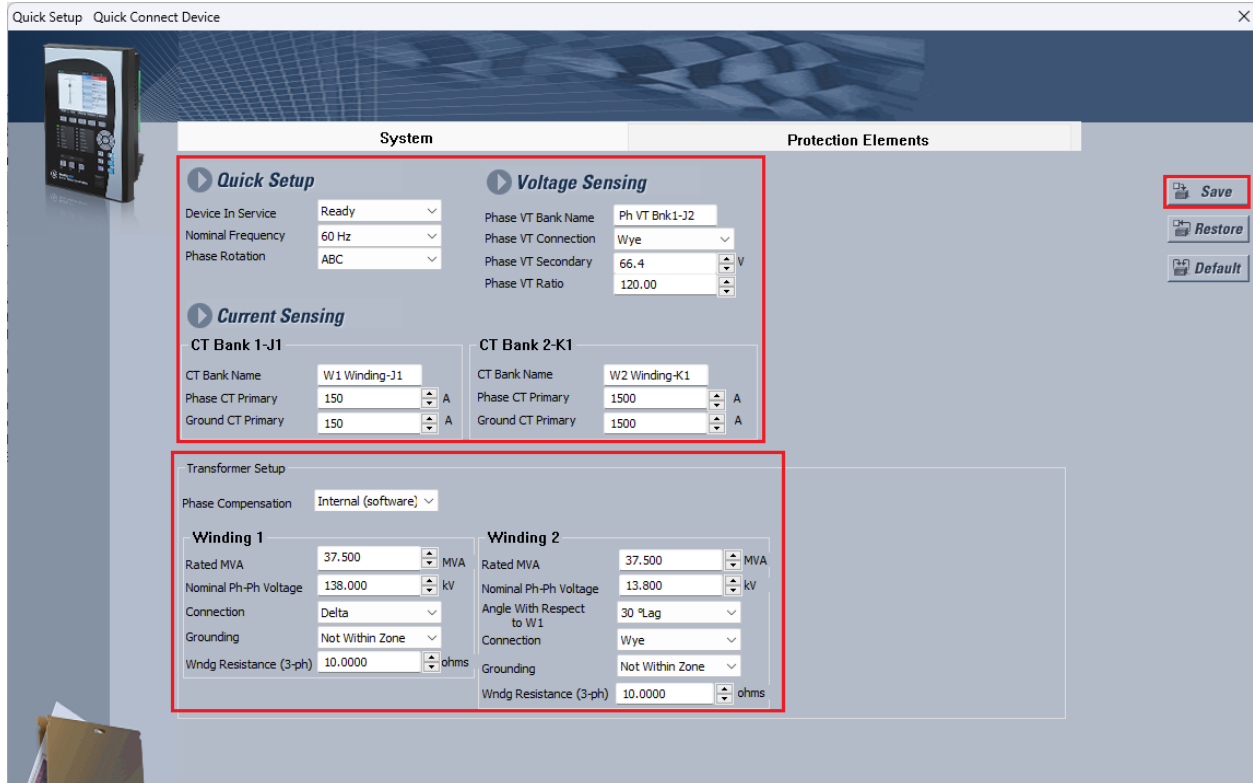 Quick Setup Quick Connect Device
System
Protection Elements
Quick Setup
Device In Service Ready
Nominal Frequency 60 Hz
Phase Rotation ABC
Voltage Sensing
Phase VT Bank Name Ph VT Bnk1-J2
Phase VT Connection Wye
Phase VT Secondary 66.4 V
Phase VT Ratio 120.00
Save
Restore
Default
Current Sensing
CT Bank 1-J1
CT Bank Name W1 Winding-J1
Phase CT Primary 150 A
Ground CT Primary 150 A
CT Bank 2-K1
CT Bank Name W2 Winding-K1
Phase CT Primary 1500 A
Ground CT Primary 1500 A
Transformer Setup
Phase Compensation Internal (software)
Winding 1
Rated MVA 37.500 MVA
Nominal Ph-Ph Voltage 138.000 kV
Connection Delta
Grounding Not Within Zone
Wndg Resistance (3-ph) 10.0000 ohms
Winding 2
Rated MVA 37.500 MVA
Nominal Ph-Ph Voltage 13.800 kV
Angle With Respect
to W1 30 ºLag
Connection Wye
Grounding Not Within Zone
Wndg Resistance (3-ph) 10.0000 ohms